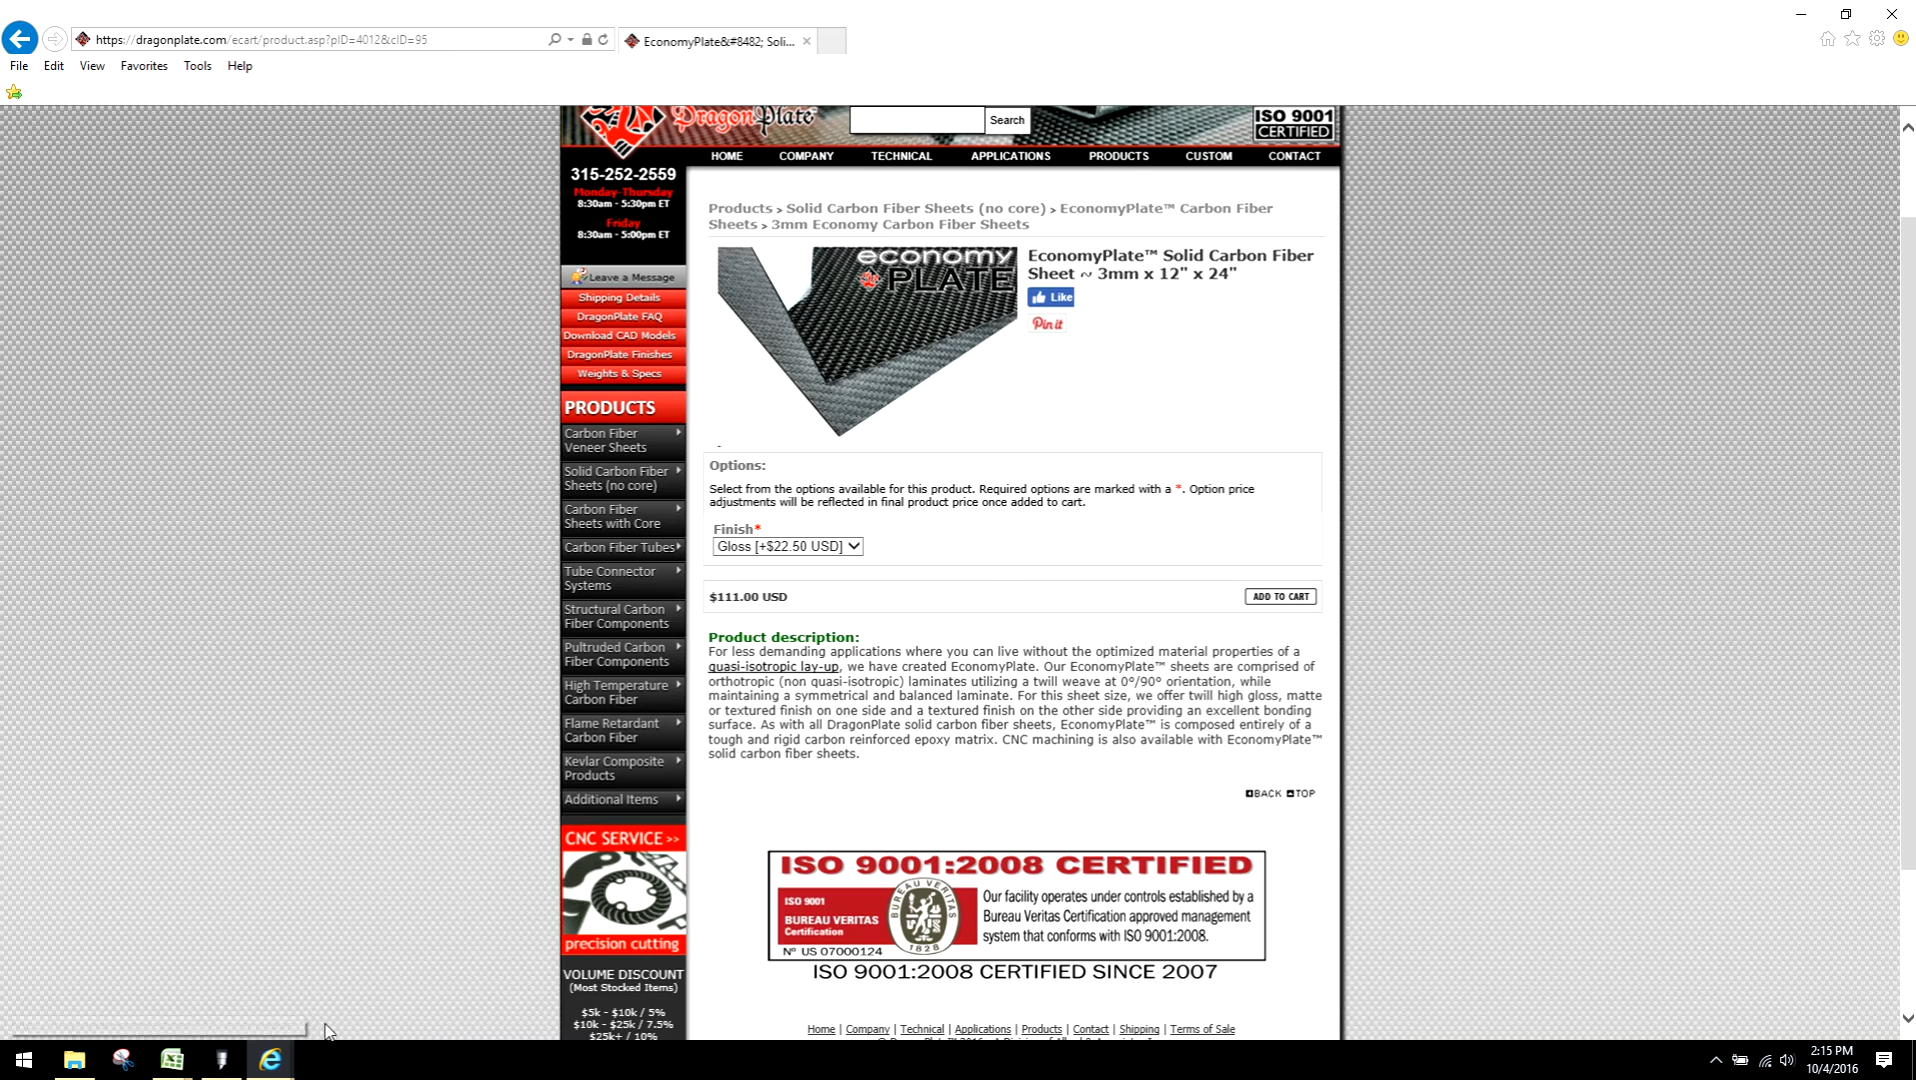 https://dragonplate.com/ecart/product.asp?pID=4012&cID=95
EconomyPlate&#8482; Soli...
File Edit View Favorites Tools Help
DragonPlate
Search
ISO 9001
CERTIFIED
HOME COMPANY TECHNICAL APPLICATIONS PRODUCTS CUSTOM CONTACT
315-252-2559
Monday-Thursday
8:30am - 5:30pm ET
Friday
8:30am - 5:00pm ET
Leave a Message
Shipping Details
DragonPlate FAQ
Download CAD Models
DragonPlate Finishes
Weights & Specs
PRODUCTS
Carbon Fiber
Veneer Sheets
Solid Carbon Fiber
Sheets (no core)
Carbon Fiber
Sheets with Core
Carbon Fiber Tubes
Tube Connector
Systems
Structural Carbon
Fiber Components
Pultruded Carbon
Fiber Components
High Temperature
Carbon Fiber
Flame Retardant
Carbon Fiber
Kevlar Composite
Products
Additional Items
CNC SERVICE >>
precision cutting
VOLUME DISCOUNT
(Most Stocked Items)
$5k - $10k / 5%
$10k - $25k / 7.5%
$25k+ / 10%
Products > Solid Carbon Fiber Sheets (no core) > EconomyPlate™ Carbon Fiber
Sheets > 3mm Economy Carbon Fiber Sheets
economy
PLATE
EconomyPlate™ Solid Carbon Fiber
Sheet ~ 3mm x 12" x 24"
Like
Pin it
Options:
Select from the options available for this product. Required options are marked with a *. Option price
adjustments will be reflected in final product price once added to cart.
Finish*
Gloss [+$22.50 USD]
$111.00 USD
ADD TO CART
Product description:
For less demanding applications where you can live without the optimized material properties of a
quasi-isotropic lay-up, we have created EconomyPlate. Our EconomyPlate™ sheets are comprised of
orthotropic (non quasi-isotropic) laminates utilizing a twill weave at 0°/90° orientation, while
maintaining a symmetrical and balanced laminate. For this sheet size, we offer twill high gloss, matte
or textured finish on one side and a textured finish on the other side providing an excellent bonding
surface. As with all DragonPlate solid carbon fiber sheets, EconomyPlate™ is composed entirely of a
tough and rigid carbon reinforced epoxy matrix. CNC machining is also available with EconomyPlate™
solid carbon fiber sheets.
BACK TOP
ISO 9001:2008 CERTIFIED
ISO 9001
BUREAU VERITAS
Certification
Nº US 07000124
1828
Our facility operates under controls established by a
Bureau Veritas Certification approved management
system that conforms with ISO 9001:2008.
ISO 9001:2008 CERTIFIED SINCE 2007
Home | Company | Technical | Applications | Products | Contact | Shipping | Terms of Sale
2:15 PM
10/4/2016